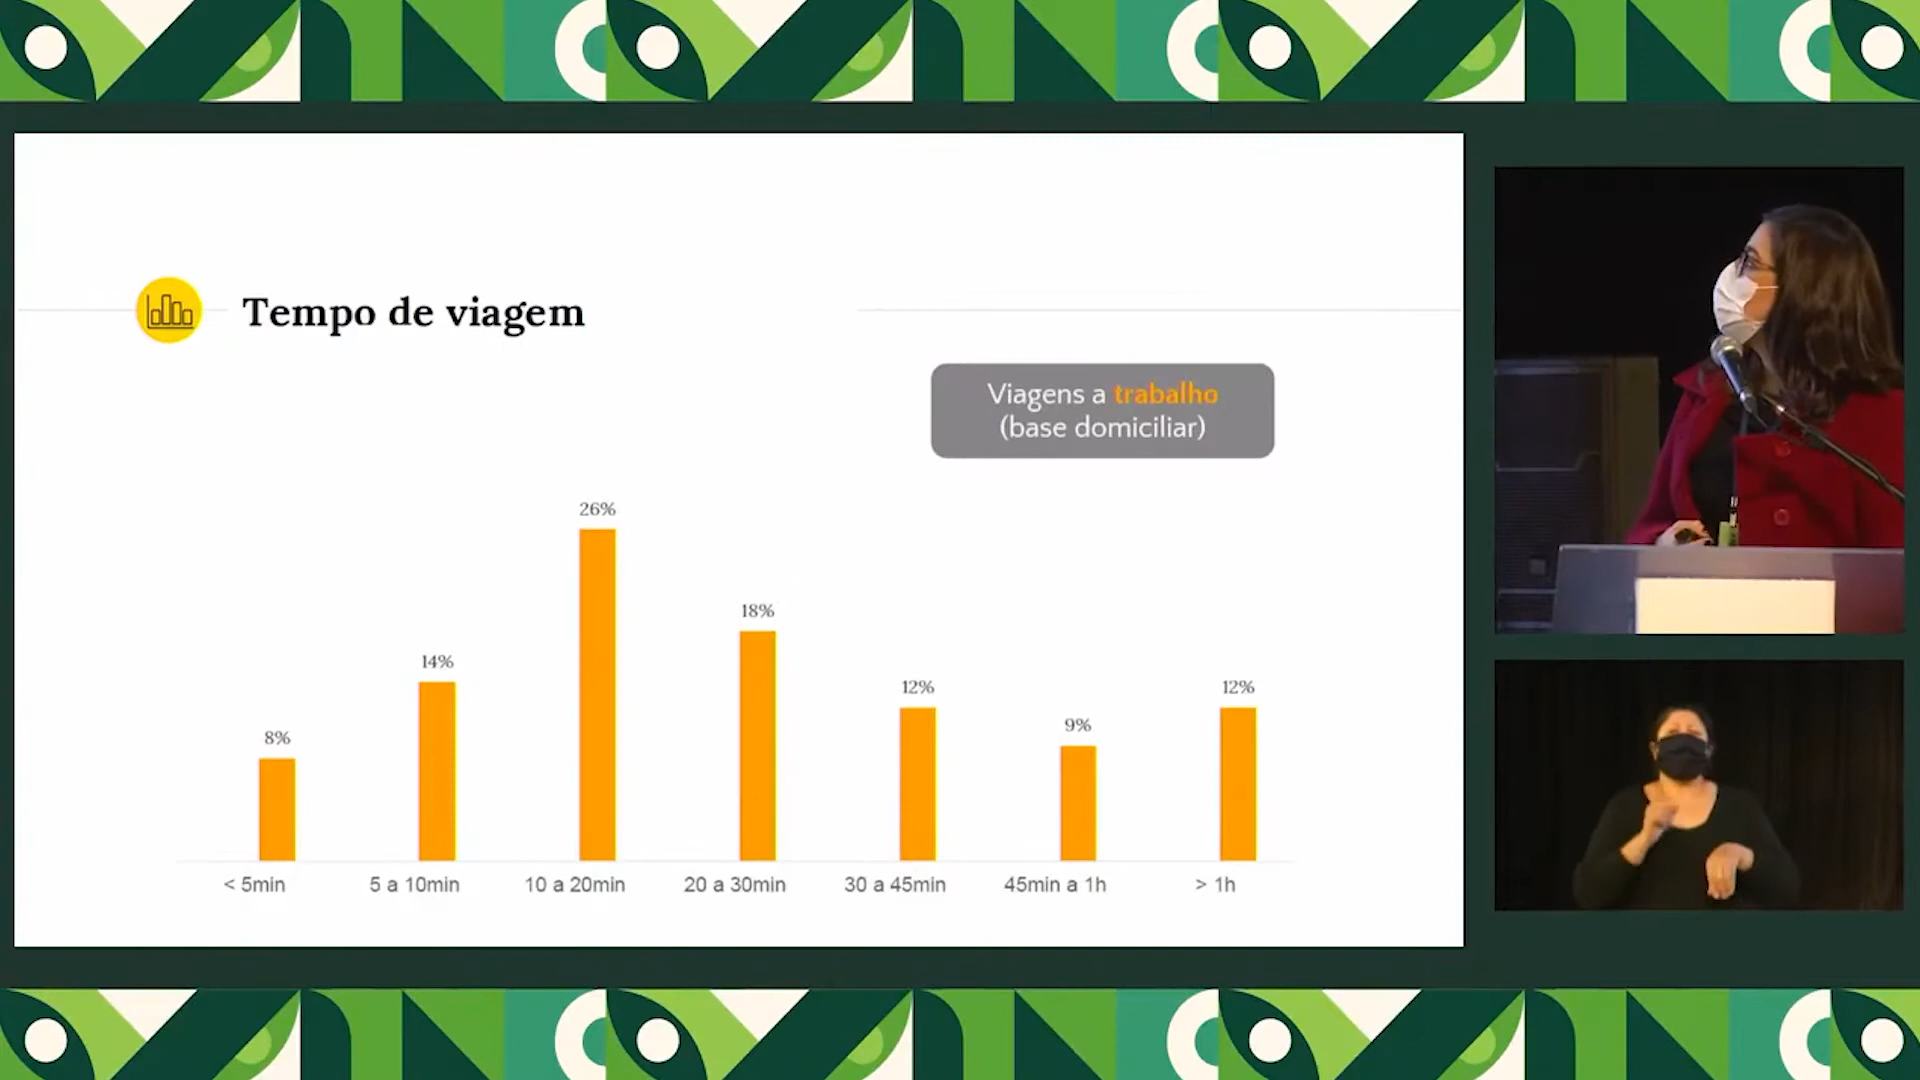 Tempo de viagem
Viagens a trabalho
(base domiciliar)
26%
18%
14%
12%
12%
9%
8%
< 5min
5 a 10min
10 a 20min
20 a 30min
30 a 45min
45min a 1h
> 1h